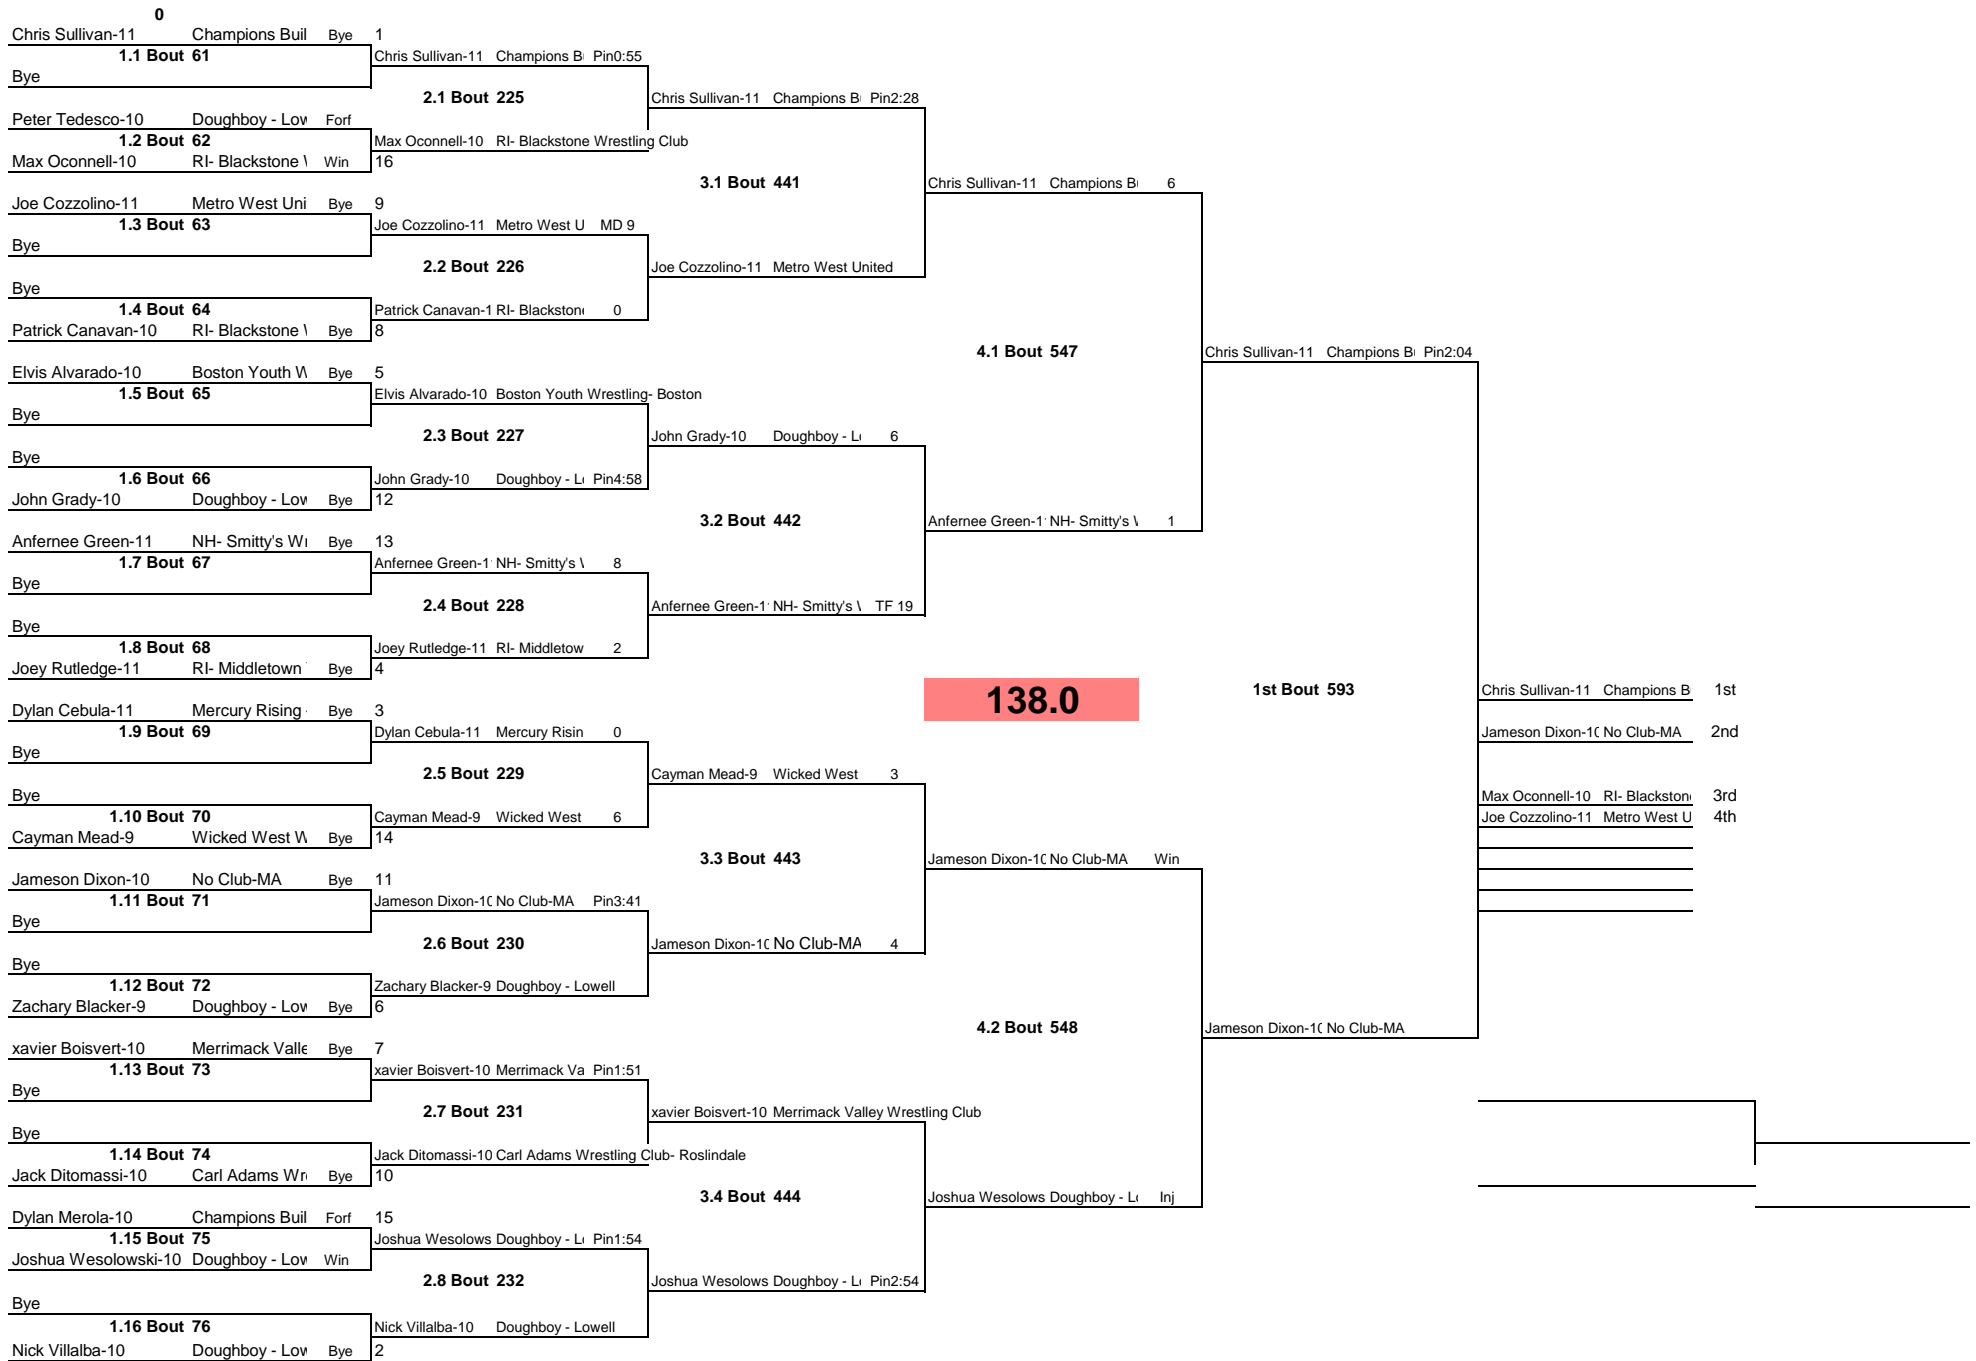 0
Chris Sullivan-11 Champions Buil Bye 1
1.1 Bout 61
Bye
Chris Sullivan-11 Champions B Pin0:55
2.1 Bout 225
Peter Tedesco-10 Doughboy - Low Forf
1.2 Bout 62
Max Oconnell-10 RI- Blackstone Win 16
Max Oconnell-10 RI- Blackstone Wrestling Club
Chris Sullivan-11 Champions B Pin2:28
3.1 Bout 441
Joe Cozzolino-11 Metro West Uni Bye 9
1.3 Bout 63
Bye
Joe Cozzolino-11 Metro West U MD 9
2.2 Bout 226
Bye
1.4 Bout 64
Patrick Canavan-10 RI- Blackstone Bye 8
Patrick Canavan-1 RI- Blackstone 0
Joe Cozzolino-11 Metro West United
Chris Sullivan-11 Champions B 6
4.1 Bout 547
Elvis Alvarado-10 Boston Youth W Bye 5
1.5 Bout 65
Bye
Elvis Alvarado-10 Boston Youth Wrestling- Boston
2.3 Bout 227
Bye
1.6 Bout 66
John Grady-10 Doughboy - Low Bye 12
John Grady-10 Doughboy - L Pin4:58
John Grady-10 Doughboy - L 6
3.2 Bout 442
Anfernee Green-11 NH- Smitty's W Bye 13
1.7 Bout 67
Bye
Anfernee Green-1 NH- Smitty's 8
2.4 Bout 228
Bye
1.8 Bout 68
Joey Rutledge-11 RI- Middletown Bye 4
Joey Rutledge-11 RI- Middletow 2
Anfernee Green-1 NH- Smitty's TF 19
Anfernee Green-1 NH- Smitty's 1
Chris Sullivan-11 Champions B Pin2:04
138.0
1st Bout 593
Chris Sullivan-11 Champions B 1st
Jameson Dixon-10 No Club-MA 2nd
Max Oconnell-10 RI- Blackstone 3rd
Joe Cozzolino-11 Metro West U 4th
Dylan Cebula-11 Mercury Rising Bye 3
1.9 Bout 69
Bye
Dylan Cebula-11 Mercury Risin 0
2.5 Bout 229
Bye
1.10 Bout 70
Cayman Mead-9 Wicked West W Bye 14
Cayman Mead-9 Wicked West 6
Cayman Mead-9 Wicked West 3
3.3 Bout 443
Jameson Dixon-10 No Club-MA Bye 11
1.11 Bout 71
Bye
Jameson Dixon-10 No Club-MA Pin3:41
2.6 Bout 230
Bye
1.12 Bout 72
Zachary Blacker-9 Doughboy - Low Bye 6
Zachary Blacker-9 Doughboy - Lowell
Jameson Dixon-10 No Club-MA 4
Jameson Dixon-10 No Club-MA Win
4.2 Bout 548
Jameson Dixon-10 No Club-MA
xavier Boisvert-10 Merrimack Valle Bye 7
1.13 Bout 73
Bye
xavier Boisvert-10 Merrimack Va Pin1:51
2.7 Bout 231
Bye
1.14 Bout 74
Jack Ditomassi-10 Carl Adams Wr Bye 10
Jack Ditomassi-10 Carl Adams Wrestling Club- Roslindale
xavier Boisvert-10 Merrimack Valley Wrestling Club
3.4 Bout 444
Dylan Merola-10 Champions Buil Forf 15
1.15 Bout 75
Joshua Wesolowski-10 Doughboy - Low Win
Joshua Wesolows Doughboy - L Pin1:54
2.8 Bout 232
Bye
1.16 Bout 76
Nick Villalba-10 Doughboy - Low Bye 2
Nick Villalba-10 Doughboy - Lowell
Joshua Wesolows Doughboy - L Pin2:54
Joshua Wesolows Doughboy - L Inj